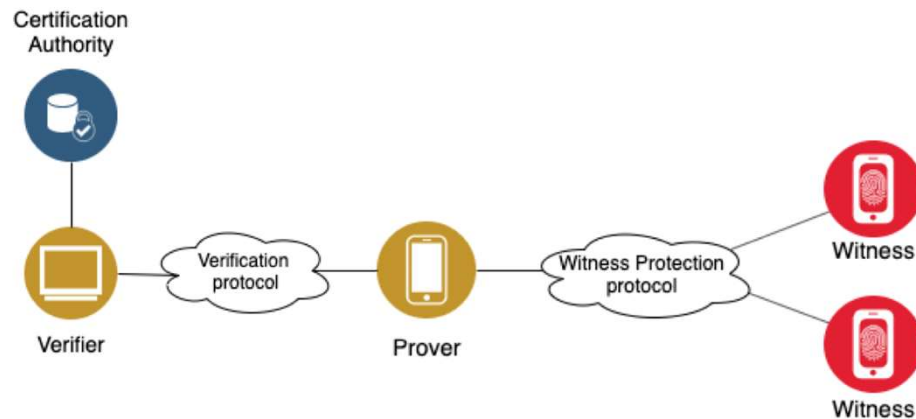 Certification
Authority
Verification
protocol
Witness Protection
protocol
Witness
Verifier
Prover
Witness